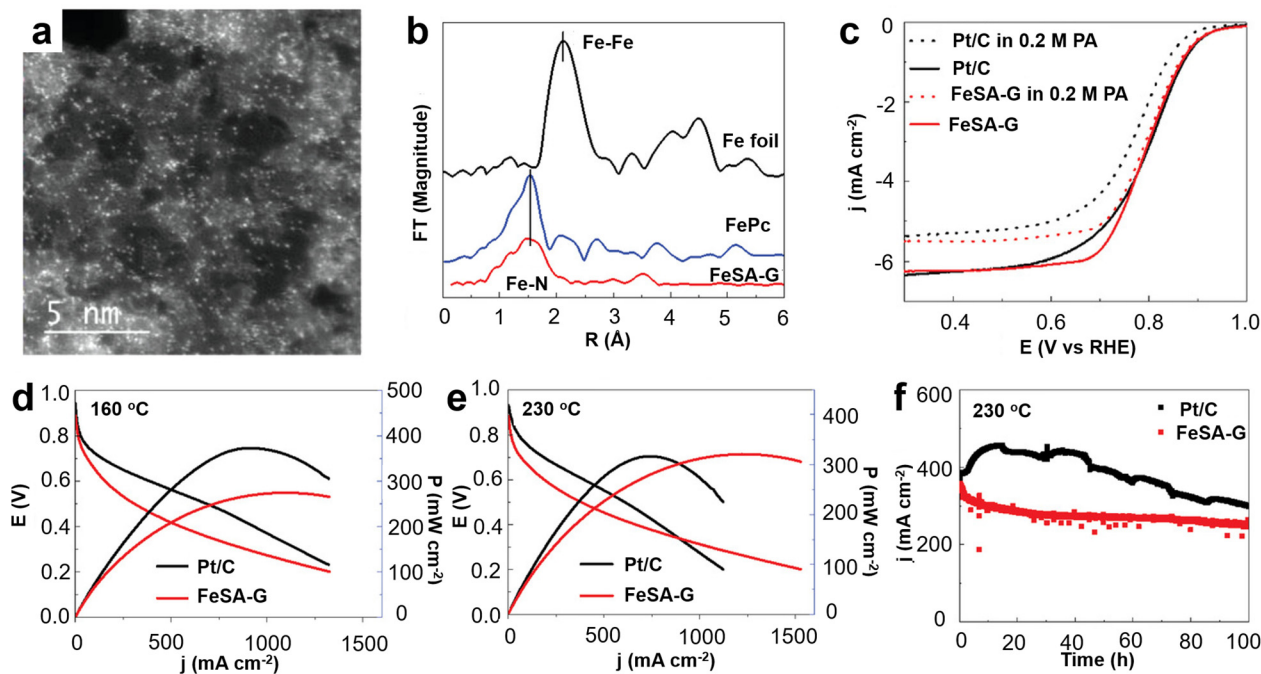 a
5 nm
b
Fe-Fe
Fe foil
FePc
FeSA-G
Fe-N
FT (Magnitude)
0 1 2 3 4 5 6
R (Å)
c
Pt/C in 0.2 M PA
Pt/C
FeSA-G in 0.2 M PA
FeSA-G
j (mA cm-2)
0
-2
-4
-6
0.4 0.6 0.8 1.0
E (V vs RHE)
d
160 °C
E (V)
1.0
0.8
0.6
0.4
0.2
0.0
Pt/C
FeSA-G
500
400
300
200
100
0
P (mW cm-2)
0 500 1000 1500
j (mA cm-2)
e
230 °C
E (V)
1.0
0.8
0.6
0.4
0.2
0.0
Pt/C
FeSA-G
400
300
200
100
0
P (mW cm-2)
0 500 1000 1500
j (mA cm-2)
f
230 °C
Pt/C
FeSA-G
j (mA cm-2)
600
400
200
0
0 20 40 60 80 100
Time (h)